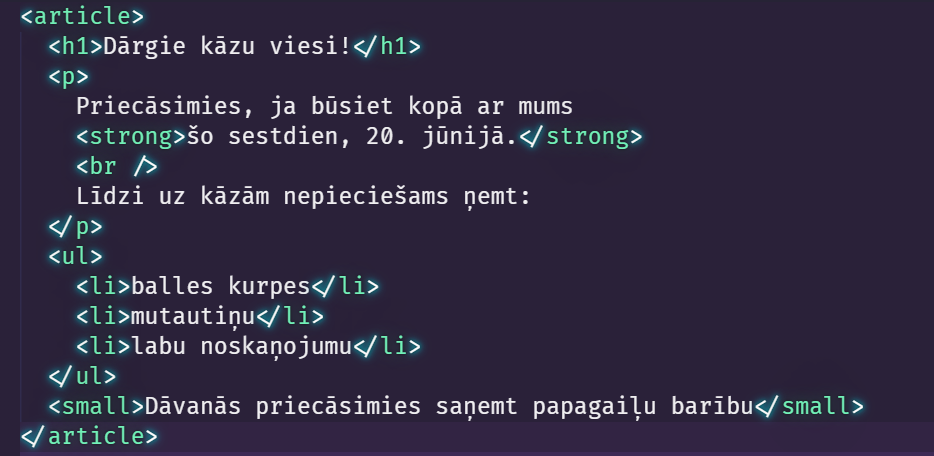 <article>
<h1>Dārgie kāzu viesi!</h1>
<p>
Priecāsimies, ja būsiet kopā ar mums
<strong>šo sestdien, 20. jūnijā.</strong>
<br />
Līdzi uz kāzām nepieciešams ņemt:
</p>
<ul>
<li>balles kurpes</li>
<li>mutautiņu</li>
<li>labu noskaņojumu</li>
</ul>
<small>Dāvanās priecāsimies saņemt papagaiļu barību</small>
</article>